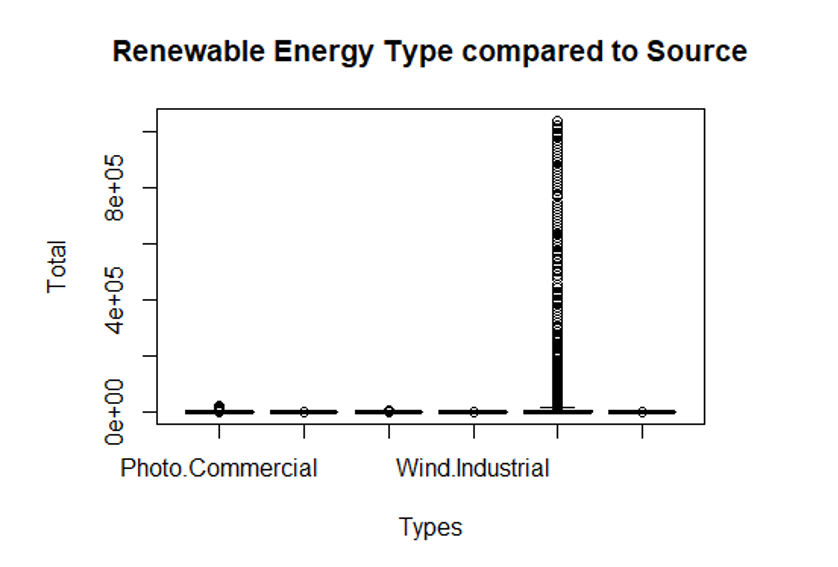 Renewable Energy Type compared to Source
Total
8e+05
4e+05
0e+00
Photo.Commercial Wind.Industrial
Types